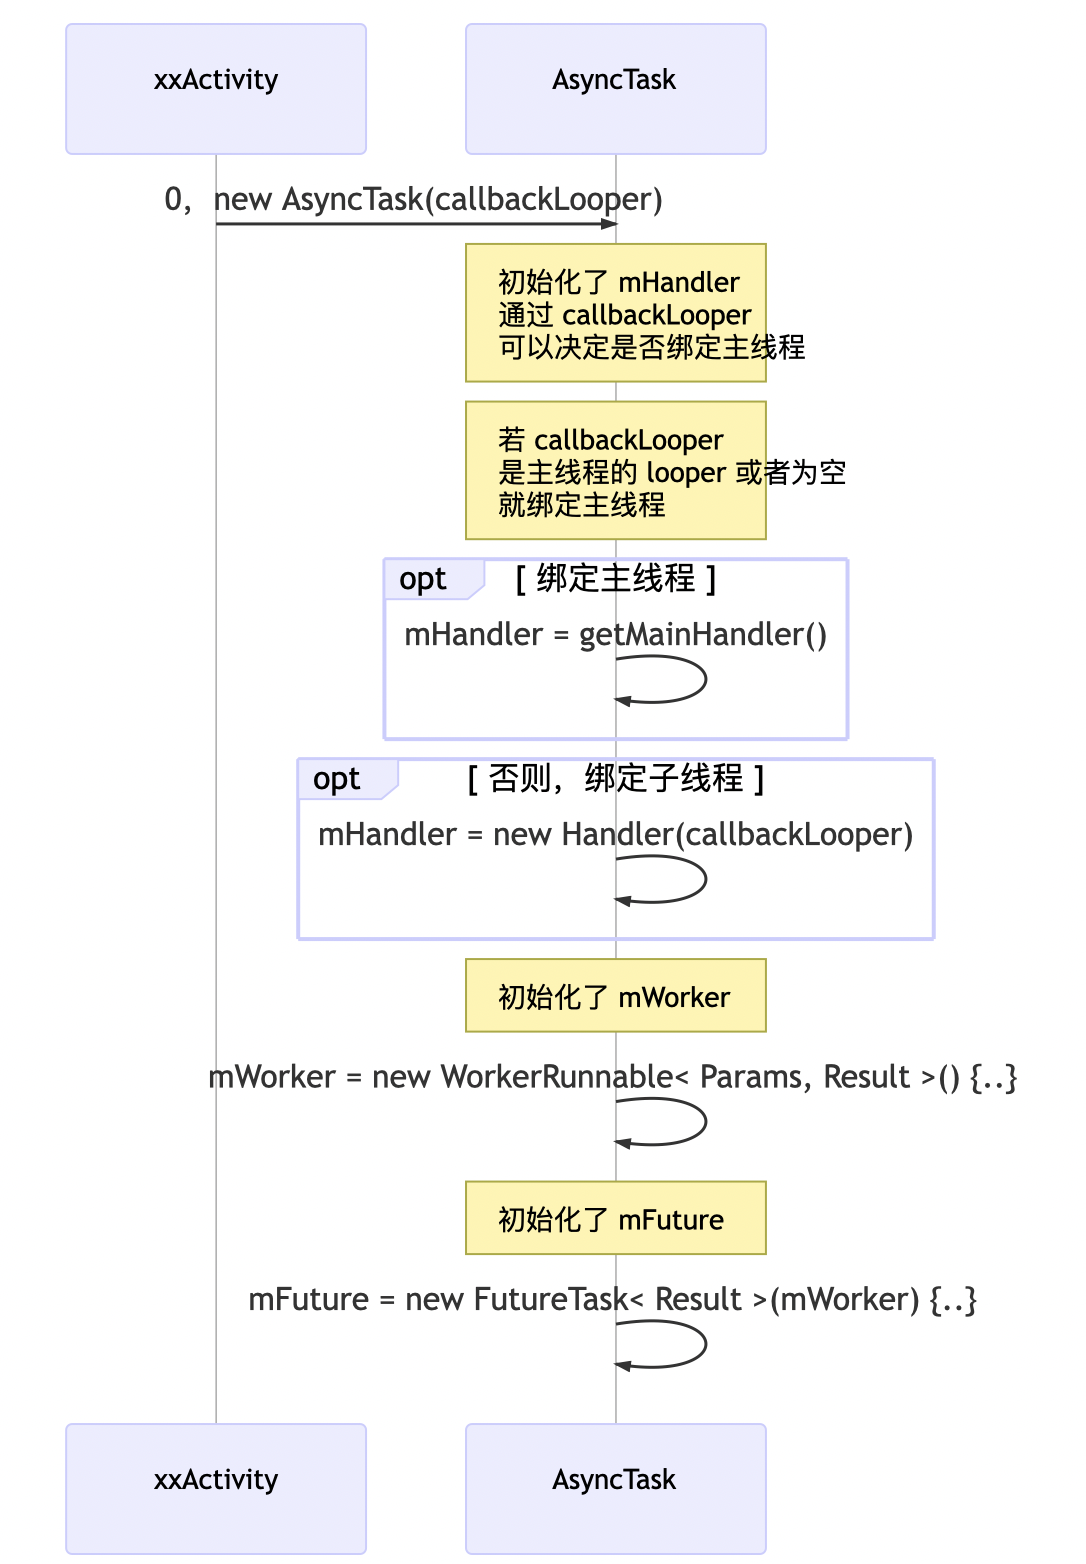 xxActivity
AsyncTask
0,  new AsyncTask(callbackLooper)
初始化了 mHandler
通过 callbackLooper
可以决定是否绑定主线程
若 callbackLooper
是主线程的 looper 或者为空
就绑定主线程
opt
[ 绑定主线程 ]
mHandler = getMainHandler()
opt
[ 否则，绑定子线程 ]
mHandler = new Handler(callbackLooper)
初始化了 mWorker
mWorker = new WorkerRunnable< Params, Result >() {..}
初始化了 mFuture
mFuture = new FutureTask< Result >(mWorker) {..}
xxActivity
AsyncTask